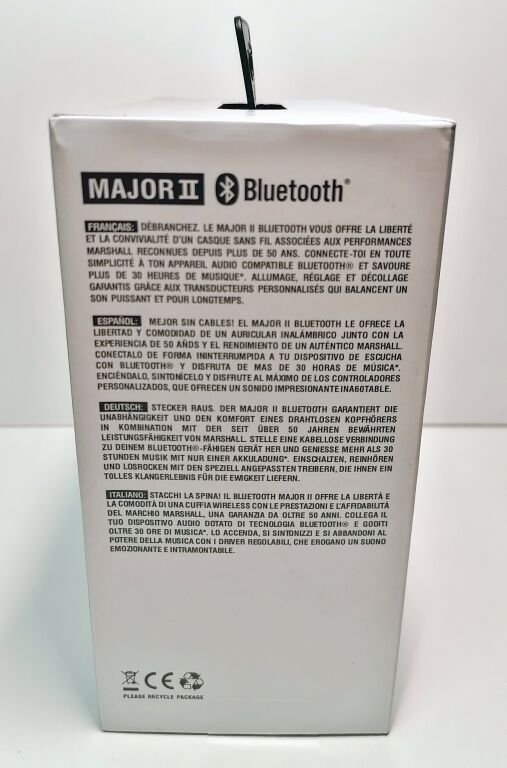 MAJOR II Bluetooth®
FRANÇAIS: DÉBRANCHEZ. LE MAJOR II BLUETOOTH VOUS OFFRE LA LIBERTÉ
ET LA CONVIVIALITÉ D'UN CASQUE SANS FIL ASSOCIÉES AUX PERFORMANCES
MARSHALL RECONNUES DEPUIS PLUS DE 50 ANS. CONNECTE-TOI EN TOUTE
SIMPLICITÉ À TON APPAREIL AUDIO COMPATIBLE BLUETOOTH® ET SAVOURE
PLUS DE 30 HEURES DE MUSIQUE*. ALLUMAGE, RÉGLAGE ET DÉCOLLAGE
GARANTIS GRÂCE AUX TRANSDUCTEURS PERSONNALISÉS QUI BALANCENT UN
SON PUISSANT ET POUR LONGTEMPS.
ESPAÑOL: MEJOR SIN CABLES! EL MAJOR II BLUETOOTH LE OFRECE LA
LIBERTAD Y COMODIDAD DE UN AURICULAR INALÁMBRICO JUNTO CON LA
EXPERIENCIA DE 50 AÑDS Y EL RENDIMIENTO DE UN AUTÉNTICO MARSHALL.
CONECTALO DE FORMA ININTERRUMPIDA A TU DISPOSITIVO DE ESCUCHA
CON BLUETOOTH® Y DISFRUTA DE MAS DE 30 HORAS DE MÚSICA*.
ENCIÉNDALO, SINTONÍCELO Y DISFRUTE AL MÁXIMO DE LOS CONTROLADORES
PERSONALIZADOS, QUE OFRECEN UN SONIDO IMPRESIONANTE INA60TABLE.
DEUTSCH: STECKER RAUS. DER MAJOR II BLUETOOTH GARANTIERT DIE
UNABHÄNGIGKEIT UND DEN KOMFORT EINES DRAHTLOSEN KOPFHÖRERS
IN KOMBINATION MIT DER SEIT ÜBER 50 JAHREN BEWÄHRTEN
LEISTUNGSFÄHIGKEIT VON MARSHALL. STELLE EINE KABELLOSE VERBINDUNG
ZU DEINEM BLUETOOTH®-FÄHIGEN GERÄT HER UND GENIESSE MEHR ALS 30
STUNDEN MUSIK MIT NUR EINER AKKULADUNG*. EINSCHALTEN, REINHÖREN
UND LOSROCKEN MIT DEN SPEZIELL ANGEPASSTEN TREIBERN, DIE IHNEN EIN
TOLLES KLANGERLEBNIS FÜR DIE EWIGKEIT LIEFERN.
ITALIANO: STACCHI LA SPINA! IL BLUETOOTH MAJOR II OFFRE LA LIBERTÀ E
LA COMODITÀ DI UNA CUFFIA WIRELESS CON LE PRESTAZIONI E L'AFFIDABILITÀ
DEL MARCHIO MARSHALL, UNA GARANZIA DA OLTRE 50 ANNI. COLLEGA IL
TUO DISPOSITIVO AUDIO DOTATO DI TECNOLOGIA BLUETOOTH® E GODITI
OLTRE 30 ORE DI MUSICA*. LO ACCENDA, SI SINTONIZZI E SI ABBANDONI AL
POTERE DELLA MUSICA CON I DRIVER REGOLABILI, CHE EROGANO UN SUONO
EMOZIONANTE E INTRAMONTABILE.
CE
PLEASE RECYCLE PACKAGE